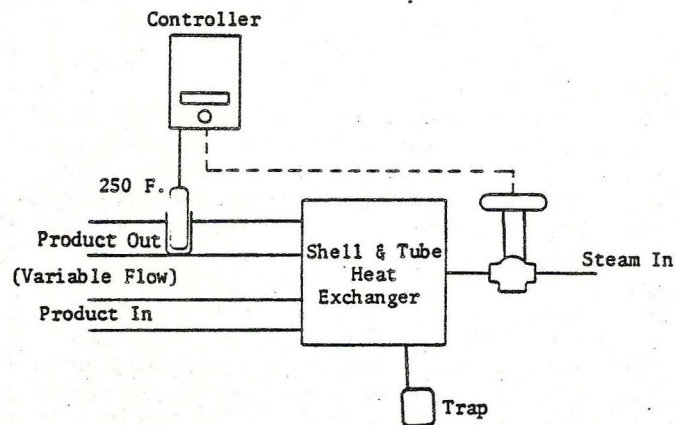 Controller
250 F.
Product Out
(Variable Flow)
Product In
Shell & Tube
Heat
Exchanger
Steam In
Trap